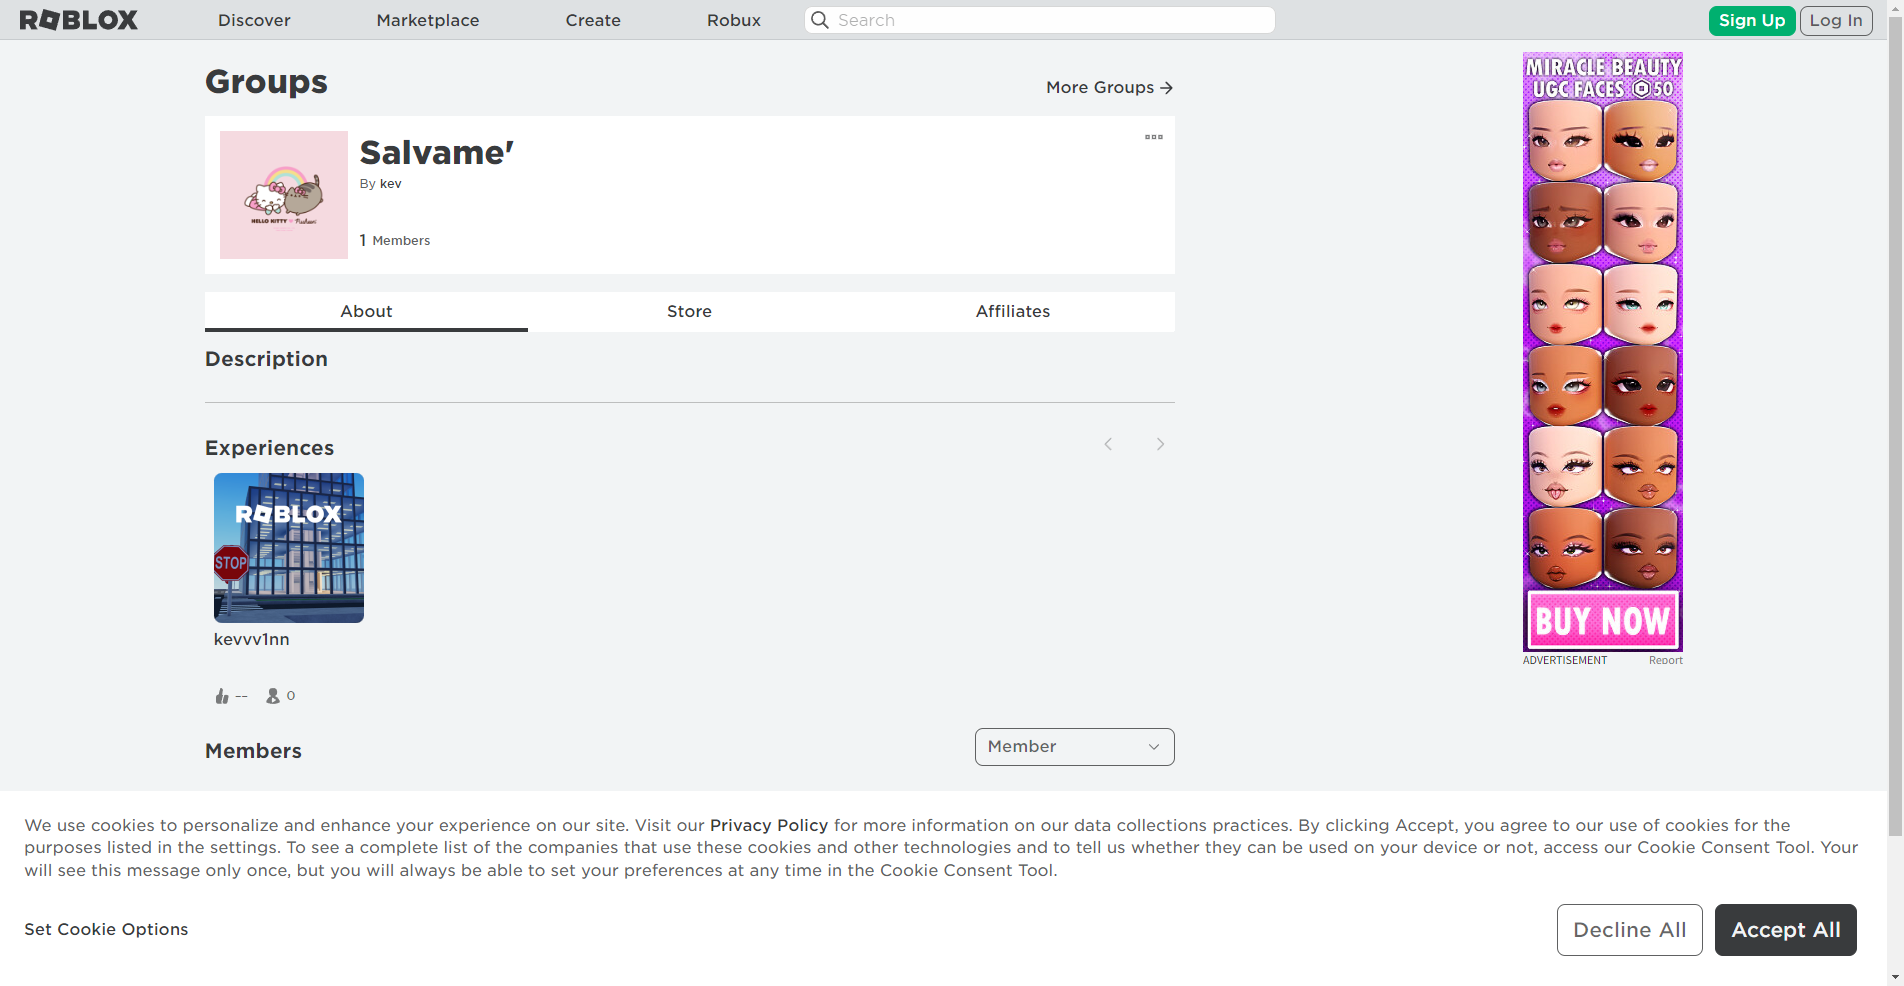 ROBLOX
Discover
Marketplace
Create
Robux
Search
Sign Up
Log In
Groups
More Groups
Salvame'
By kev
1 Members
HELLO KITTY x Pusheen
About
Store
Affiliates
Description
Experiences
ROBLOX
STOP
kevvv1nn
--
0
Members
Member
MIRACLE BEAUTY
UGC FACES 50
BUY NOW
ADVERTISEMENT
Report
We use cookies to personalize and enhance your experience on our site. Visit our Privacy Policy for more information on our data collections practices. By clicking Accept, you agree to our use of cookies for the
purposes listed in the settings. To see a complete list of the companies that use these cookies and other technologies and to tell us whether they can be used on your device or not, access our Cookie Consent Tool. Your
will see this message only once, but you will always be able to set your preferences at any time in the Cookie Consent Tool.
Set Cookie Options
Decline All
Accept All